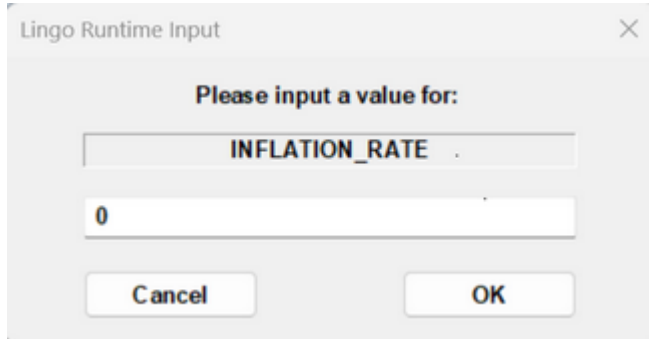 Lingo Runtime Input
Please input a value for:
INFLATION_RATE
0
Cancel OK